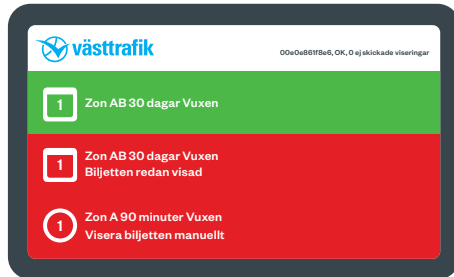 västtrafik
00e0e861f8e6, OK, 0 ej skickade viseringar
1
Zon AB 30 dagar Vuxen
1
Zon AB 30 dagar Vuxen
Biljetten redan visad
1
Zon A 90 minuter Vuxen
Visera biljetten manuellt